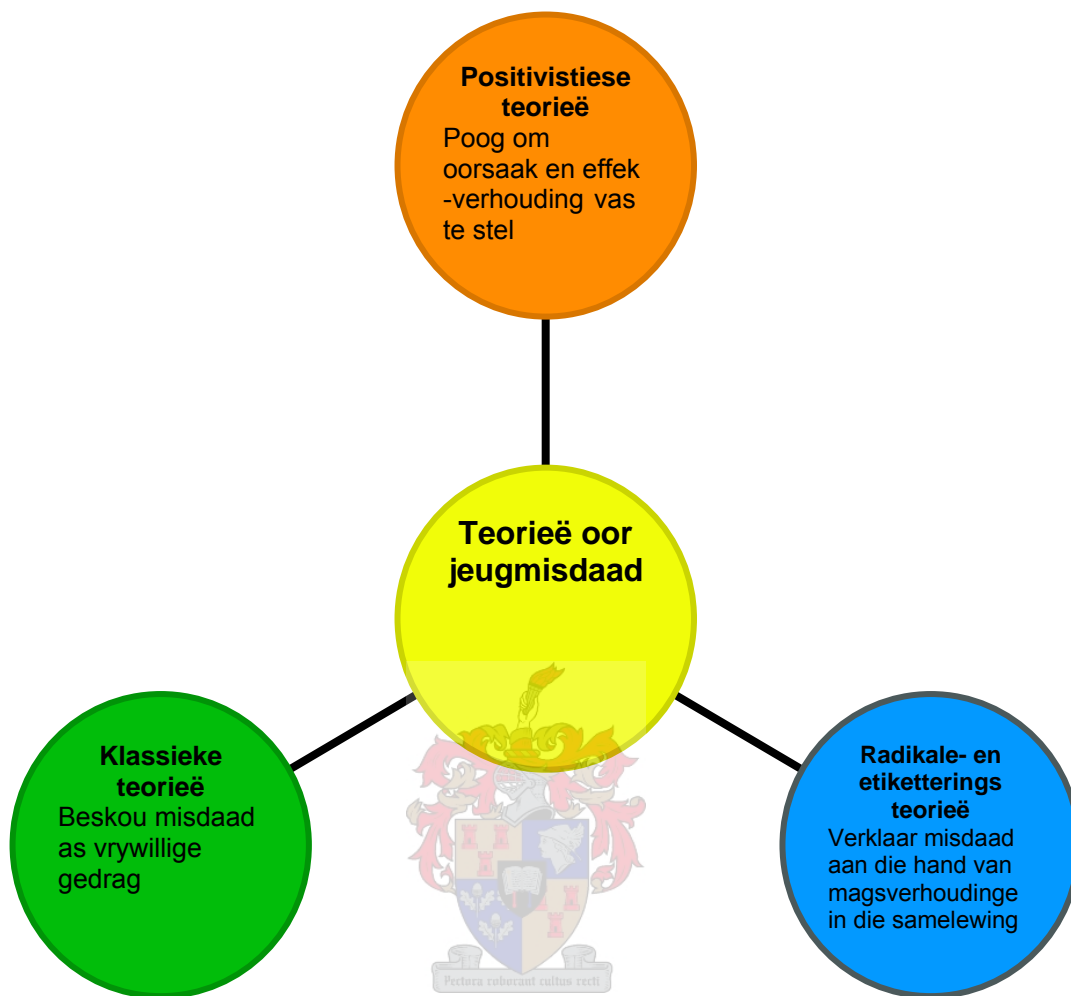 Positivistiese
teorieë
Poog om
oorsaak en effek
-verhouding vas
te stel
Teorieë oor
jeugmisdaad
Klassieke
teorieë
Beskou misdaad
as vrywillige
gedrag
Radikale- en
etiketterings
teorieë
Verklaar misdaad
aan die hand van
magsverhoudinge
in die samelewing
Pectora roborant cultus recti